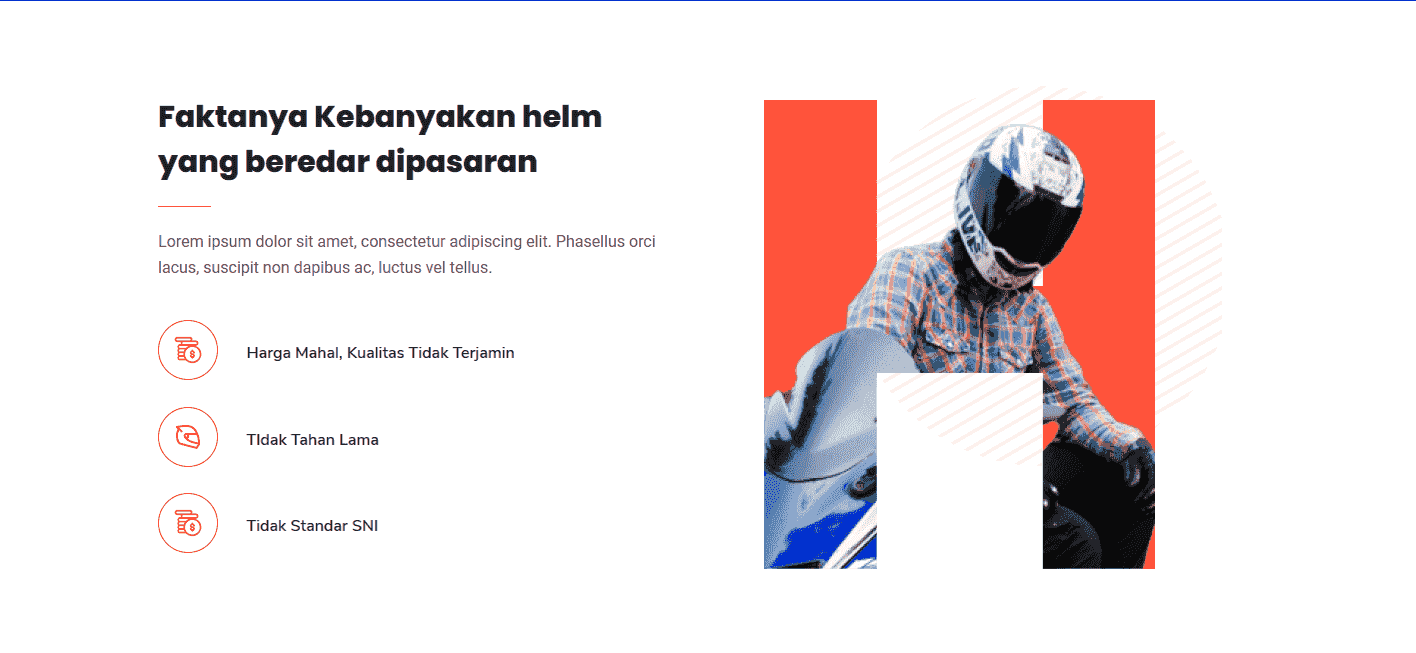 Faktanya Kebanyakan helm
yang beredar dipasaran
Lorem ipsum dolor sit amet, consectetur adipiscing elit. Phasellus orci
lacus, suscipit non dapibus ac, luctus vel tellus.
Harga Mahal, Kualitas Tidak Terjamin
TIdak Tahan Lama
Tidak Standar SNI